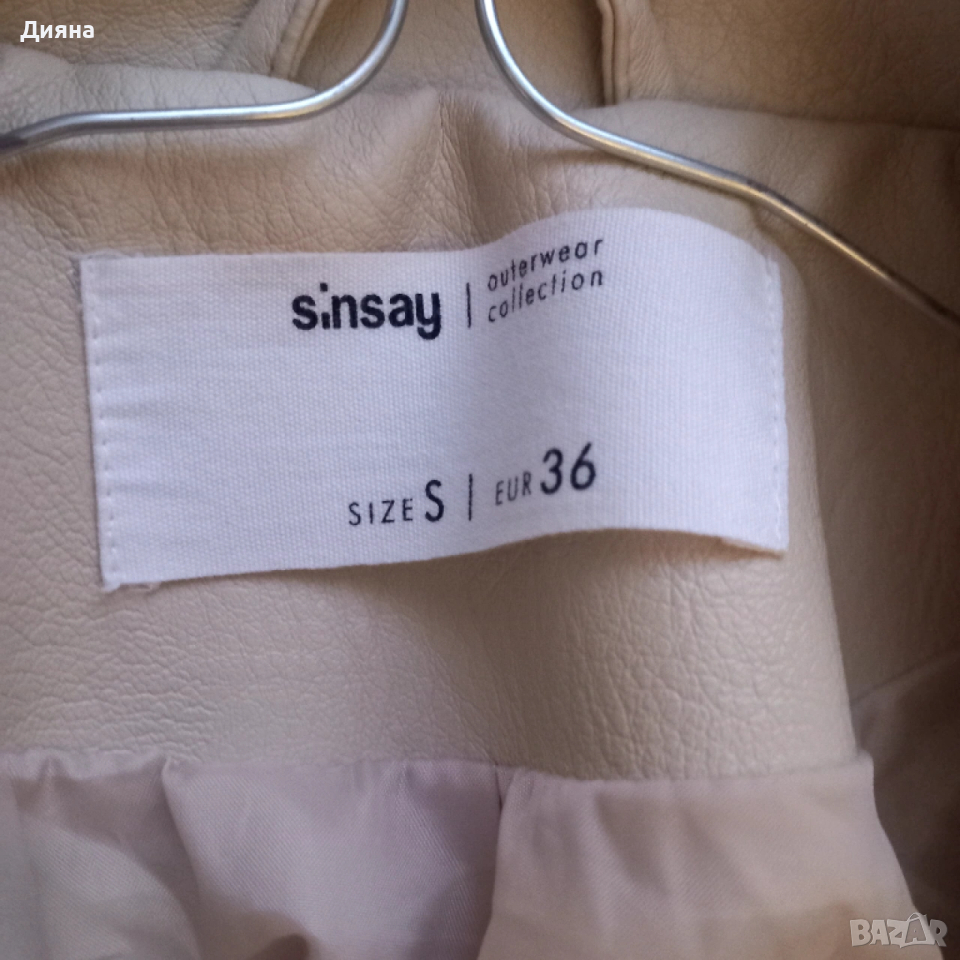 Дияна
sinsay | outerwear
collection
SIZE S | EUR 36
BAZAR